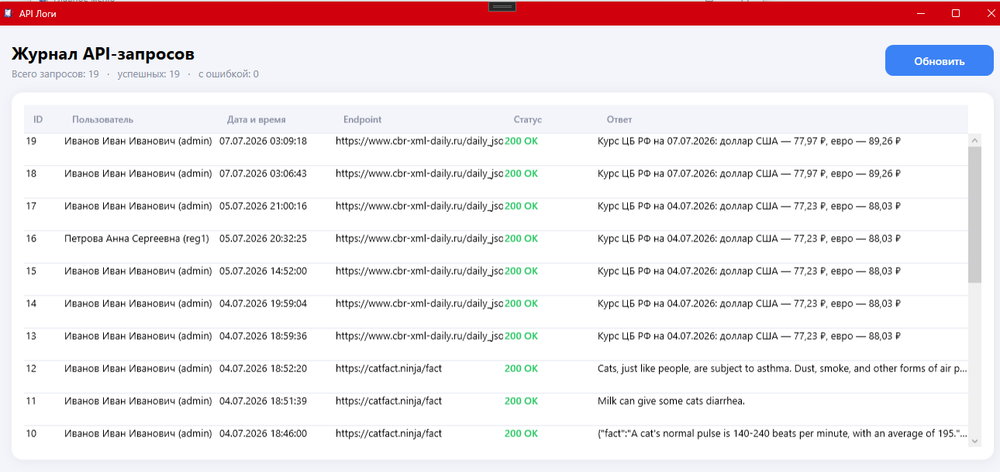 API Логи
Журнал API-запросов
Всего запросов: 19 · успешных: 19 · с ошибкой: 0
Обновить
ID Пользователь Дата и время Endpoint Статус Ответ
19 Иванов Иван Иванович (admin) 07.07.2026 03:09:18 https://www.cbr-xml-daily.ru/daily_jso 200 OK Курс ЦБ РФ на 07.07.2026: доллар США — 77,97 ₽, евро — 89,26 ₽
18 Иванов Иван Иванович (admin) 07.07.2026 03:06:43 https://www.cbr-xml-daily.ru/daily_jso 200 OK Курс ЦБ РФ на 07.07.2026: доллар США — 77,97 ₽, евро — 89,26 ₽
17 Иванов Иван Иванович (admin) 05.07.2026 21:00:16 https://www.cbr-xml-daily.ru/daily_jso 200 OK Курс ЦБ РФ на 04.07.2026: доллар США — 77,23 ₽, евро — 88,03 ₽
16 Петрова Анна Сергеевна (reg1) 05.07.2026 20:32:25 https://www.cbr-xml-daily.ru/daily_jso 200 OK Курс ЦБ РФ на 04.07.2026: доллар США — 77,23 ₽, евро — 88,03 ₽
15 Иванов Иван Иванович (admin) 05.07.2026 14:52:00 https://www.cbr-xml-daily.ru/daily_jso 200 OK Курс ЦБ РФ на 04.07.2026: доллар США — 77,23 ₽, евро — 88,03 ₽
14 Иванов Иван Иванович (admin) 04.07.2026 19:59:04 https://www.cbr-xml-daily.ru/daily_jso 200 OK Курс ЦБ РФ на 04.07.2026: доллар США — 77,23 ₽, евро — 88,03 ₽
13 Иванов Иван Иванович (admin) 04.07.2026 18:59:36 https://www.cbr-xml-daily.ru/daily_jso 200 OK Курс ЦБ РФ на 04.07.2026: доллар США — 77,23 ₽, евро — 88,03 ₽
12 Иванов Иван Иванович (admin) 04.07.2026 18:52:20 https://catfact.ninja/fact 200 OK Cats, just like people, are subject to asthma. Dust, smoke, and other forms of air p...
11 Иванов Иван Иванович (admin) 04.07.2026 18:51:39 https://catfact.ninja/fact 200 OK Milk can give some cats diarrhea.
10 Иванов Иван Иванович (admin) 04.07.2026 18:46:00 https://catfact.ninja/fact 200 OK {"fact":"A cat's normal pulse is 140-240 beats per minute, with an average of 195."...